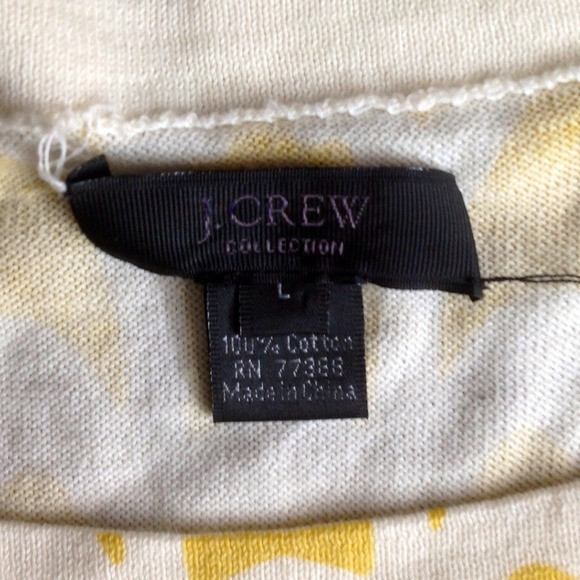 J.CREW
COLLECTION
L
100% Cotton
RN 77388
Made in China